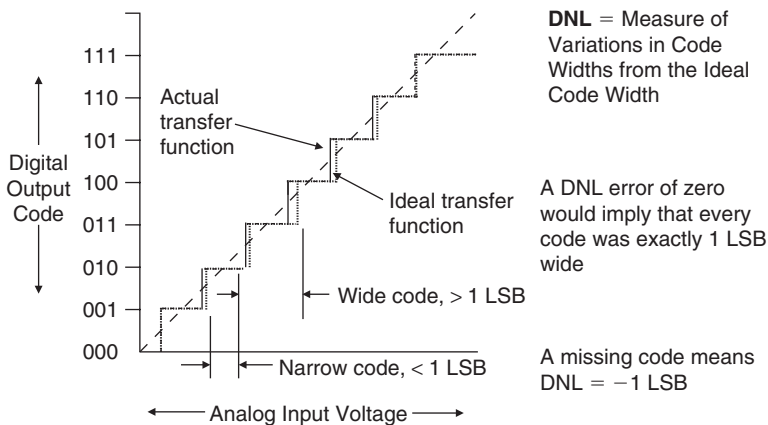 111
110
101
100
011
010
001
000
Digital
Output
Code
Actual
transfer
function
Ideal transfer
function
Wide code, > 1 LSB
Narrow code, < 1 LSB
Analog Input Voltage
DNL = Measure of
Variations in Code
Widths from the Ideal
Code Width
A DNL error of zero
would imply that every
code was exactly 1 LSB
wide
A missing code means
DNL = −1 LSB